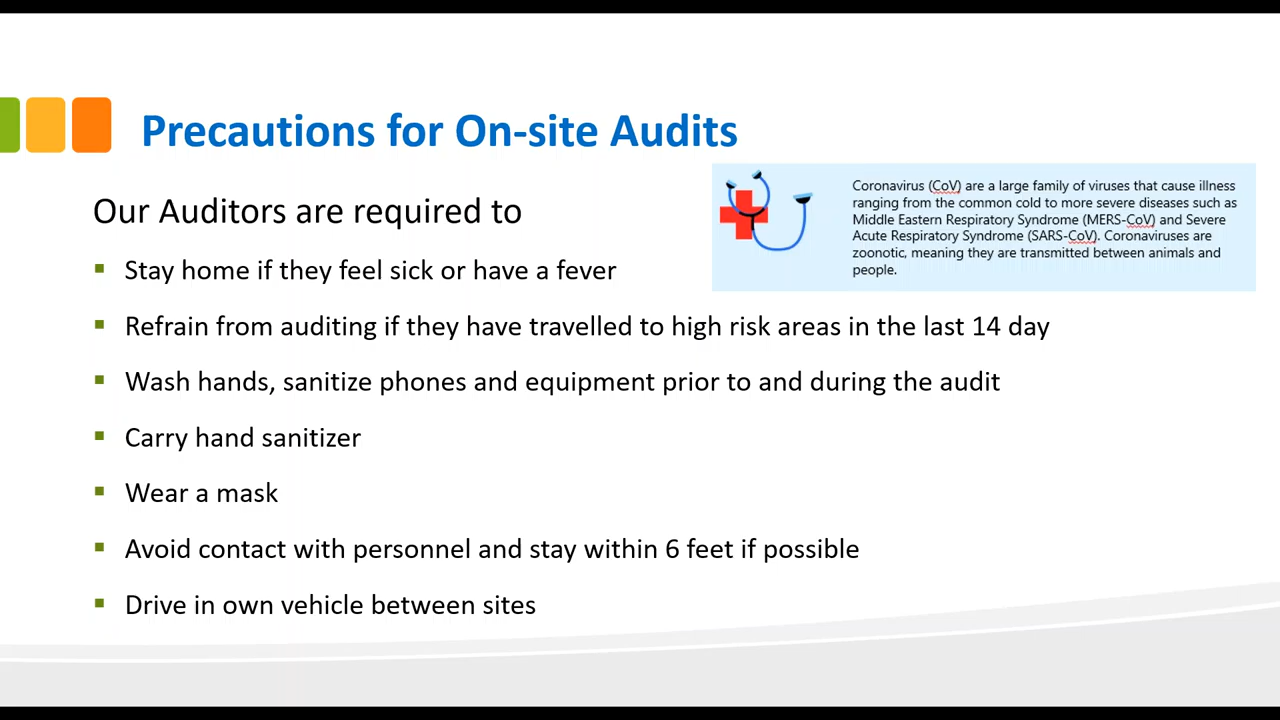 Precautions for On-site Audits
Coronavirus (CoV) are a large family of viruses that cause illness
ranging from the common cold to more severe diseases such as
Middle Eastern Respiratory Syndrome (MERS-CoV) and Severe
Acute Respiratory Syndrome (SARS-CoV). Coronaviruses are
zoonotic, meaning they are transmitted between animals and
people.
Our Auditors are required to
Stay home if they feel sick or have a fever
Refrain from auditing if they have travelled to high risk areas in the last 14 day
Wash hands, sanitize phones and equipment prior to and during the audit
Carry hand sanitizer
Wear a mask
Avoid contact with personnel and stay within 6 feet if possible
Drive in own vehicle between sites